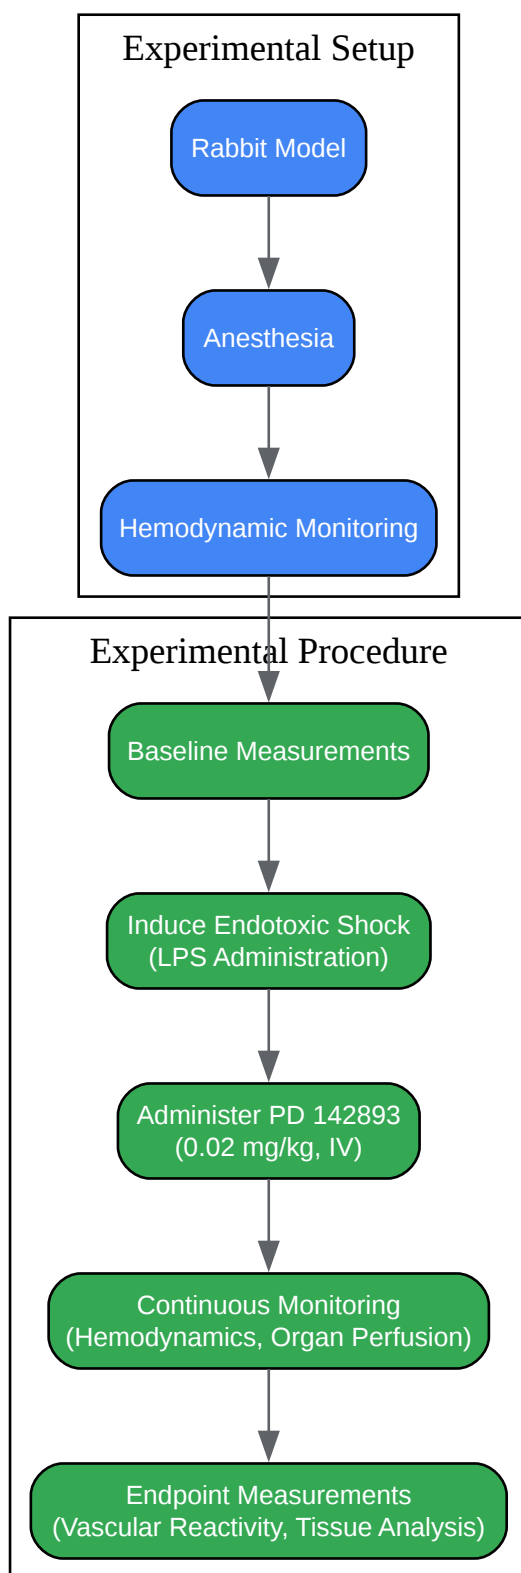 Experimental Setup
Rabbit Model
Anesthesia
Hemodynamic Monitoring
Experimental Procedure
Baseline Measurements
Induce Endotoxic Shock
(LPS Administration)
Administer PD 142893
(0.02 mg/kg, IV)
Continuous Monitoring
(Hemodynamics, Organ Perfusion)
Endpoint Measurements
(Vascular Reactivity, Tissue Analysis)